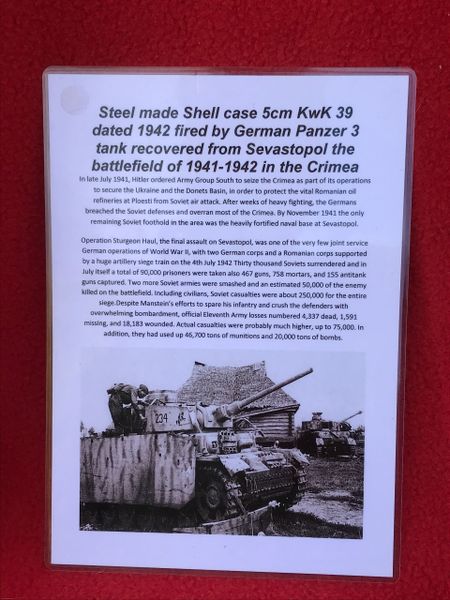 Steel made Shell case 5cm KwK 39
dated 1942 fired by German Panzer 3
tank recovered from Sevastopol the
battlefield of 1941-1942 in the Crimea
In late July 1941, Hitler ordered Army Group South to seize the Crimea as part of its operations
to secure the Ukraine and the Donets Basin, in order to protect the vital Romanian oil
refineries at Ploesti from Soviet air attack. After weeks of heavy fighting, the Germans
breached the Soviet defenses and overran most of the Crimea. By November 1941 the only
remaining Soviet foothold in the area was the heavily fortified naval base at Sevastopol.
Operation Sturgeon Haul, the final assault on Sevastopol, was one of the very few joint service
German operations of World War II, with two German corps and a Romanian corps supported
by a huge artillery siege train on the 4th July 1942 Thirty thousand Soviets surrendered and in
July itself a total of 90,000 prisoners were taken also 467 guns, 758 mortars, and 155 antitank
guns captured. Two more Soviet armies were smashed and an estimated 50,000 of the enemy
killed on the battlefield. Including civilians, Soviet casualties were about 250,000 for the entire
siege.Despite Manstein's efforts to spare his infantry and crush the defenders with
overwhelming bombardment, official Eleventh Army losses numbered 4,337 dead, 1,591
missing, and 18,183 wounded. Actual casualties were probably much higher, up to 75,000. In
addition, they had used up 46,700 tons of munitions and 20,000 tons of bombs.
234